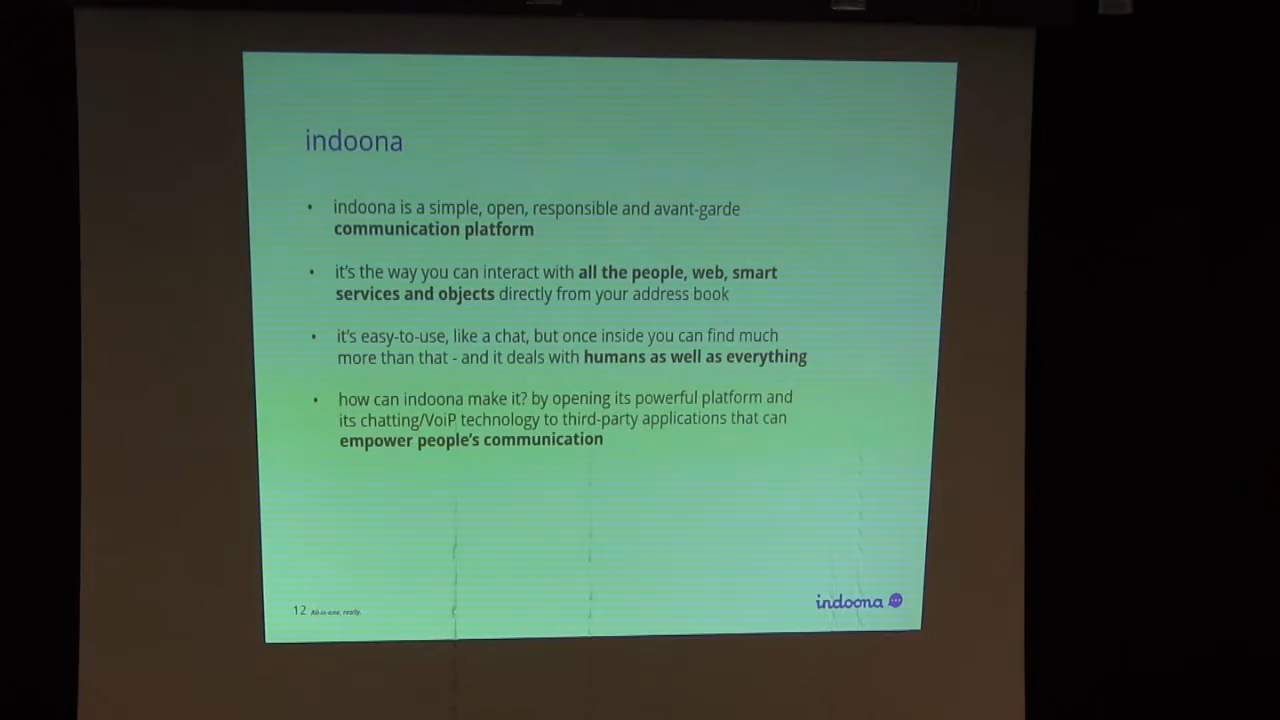 indoona
• indoona is a simple, open, responsible and avant-garde
communication platform
• it's the way you can interact with all the people, web, smart
services and objects directly from your address book
• it's easy-to-use, like a chat, but once inside you can find much
more than that - and it deals with humans as well as everything
• how can indoona make it? by opening its powerful platform and
its chatting/VoiP technology to third-party applications that can
empower people's communication
12 All-in-one, really.
indoona